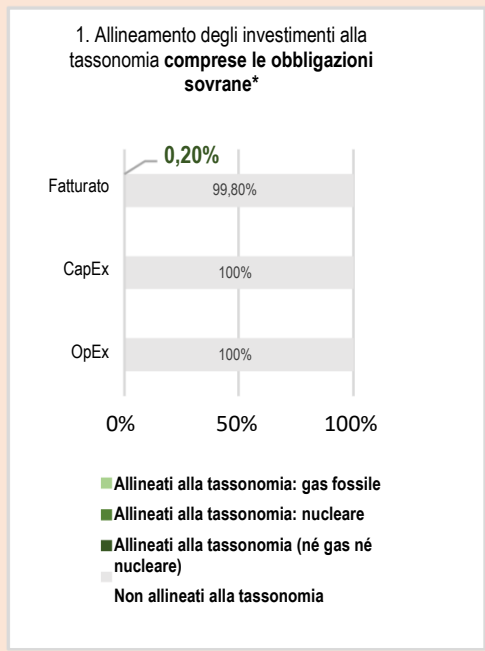 1. Allineamento degli investimenti alla
tassonomia comprese le obbligazioni
sovrane*
0,20%
Fatturato
99,80%
CapEx
100%
OpEx
100%
0%
50%
100%
Allineati alla tassonomia: gas fossile
Allineati alla tassonomia: nucleare
Allineati alla tassonomia (né gas né
nucleare)
Non allineati alla tassonomia